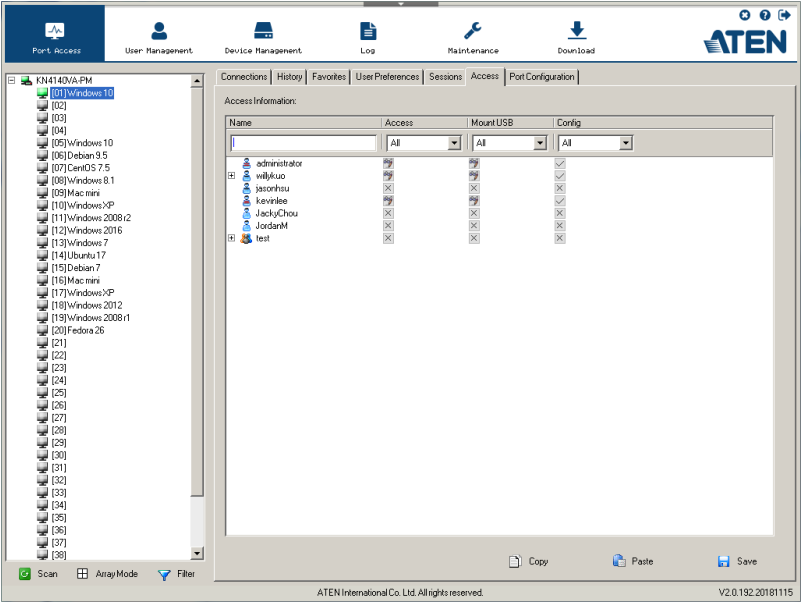 Port Access
User Management
Device Management
Log
Maintenance
Download
ATEN
KN4140VA-PM
[01]Windows 10
[02]
[03]
[04]
[05]Windows 10
[06]Debian 9.5
[07]CentOS 7.5
[08]Windows 8.1
[09]Mac mini
[10]WindowsXP
[11]Windows 2008 r2
[12]Windows 2016
[13]Windows 7
[14]Ubuntu 17
[15]Debian 7
[16]Mac mini
[17]WindowsXP
[18]Windows 2012
[19]Windows 2008 r1
[20]Fedora 26
[21]
[22]
[23]
[24]
[25]
[26]
[27]
[28]
[29]
[30]
[31]
[32]
[33]
[34]
[35]
[36]
[37]
[38]
Scan
Array Mode
Filter
Connections
History
Favorites
User Preferences
Sessions
Access
Port Configuration
Access Information:
Name Access Mount USB Config
All All All
administrator
willykuo
jasonhsu
kevinlee
JackyChou
JordanM
test
Copy
Paste
Save
ATEN International Co. Ltd. All rights reserved.
V2.0.192.20181115